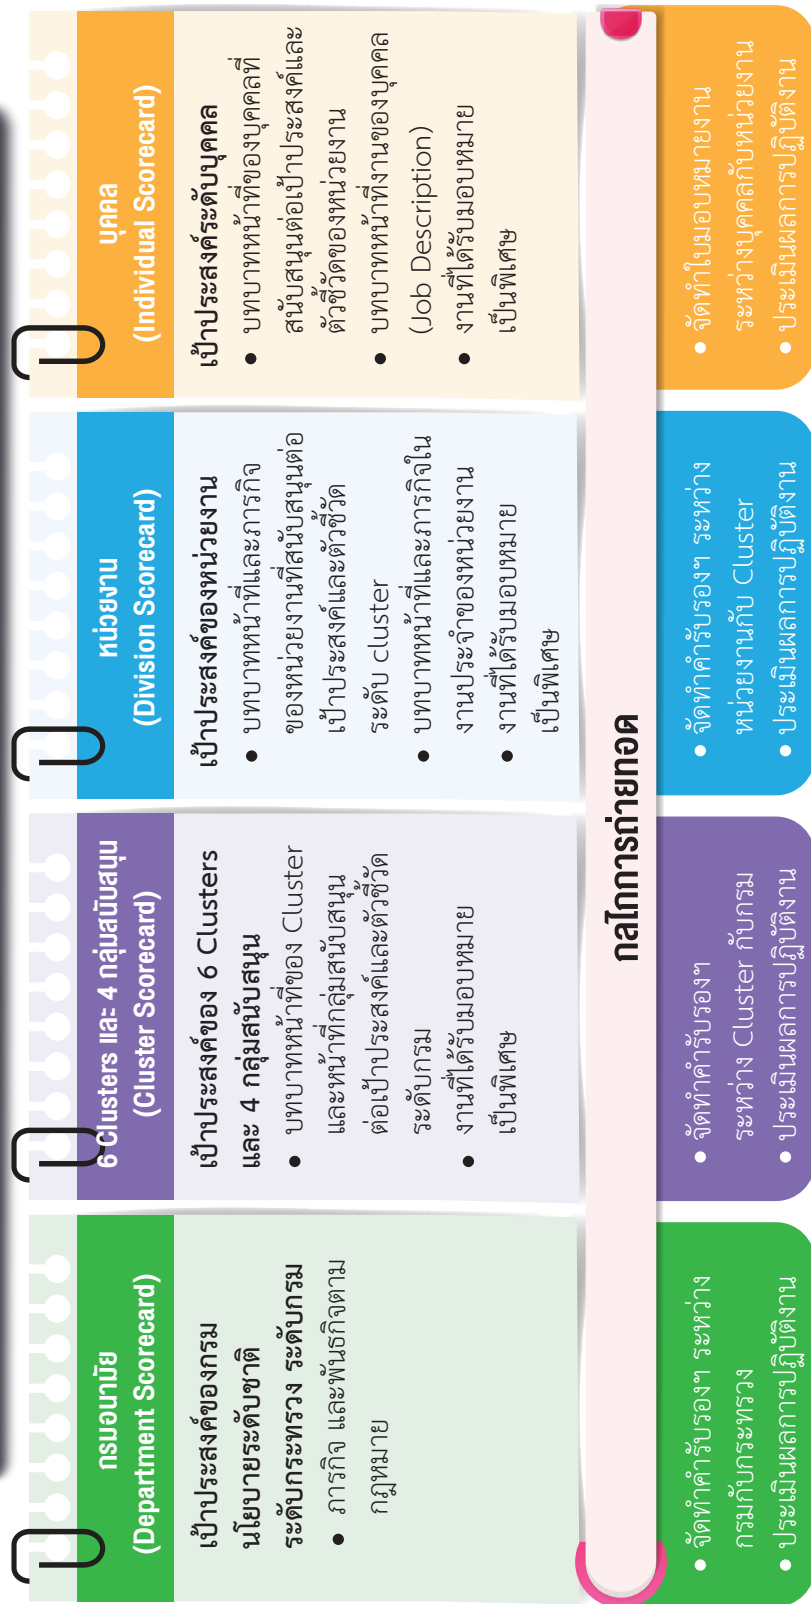 กรมอนามัย
(Department Scorecard)
เป้าประสงค์ของกรม
นโยบายระดับชาติ
ระดับกระทรวง ระดับกรม
• ภารกิจ และพันธกิจตาม
กฎหมาย
6 Clusters และ 4 กลุ่มสนับสนุน
(Cluster Scorecard)
เป้าประสงค์ของ 6 Clusters
และ 4 กลุ่มสนับสนุน
• บทบาทหน้าที่ของ Cluster
และหน้าที่กลุ่มสนับสนุน
ต่อเป้าประสงค์และตัวชี้วัด
ระดับกรม
• งานที่ได้รับมอบหมาย
เป็นพิเศษ
หน่วยงาน
(Division Scorecard)
เป้าประสงค์ของหน่วยงาน
• บทบาทหน้าที่และภารกิจ
ของหน่วยงานที่สนับสนุนต่อ
เป้าประสงค์และตัวชี้วัด
ระดับ cluster
• บทบาทหน้าที่และภารกิจใน
งานประจำของหน่วยงาน
• งานที่ได้รับมอบหมาย
เป็นพิเศษ
บุคคล
(Individual Scorecard)
เป้าประสงค์ระดับบุคคล
• บทบาทหน้าที่ของบุคคลที่
สนับสนุนต่อเป้าประสงค์และ
ตัวชี้วัดของหน่วยงาน
• บทบาทหน้าที่งานของบุคคล
(Job Description)
• งานที่ได้รับมอบหมาย
เป็นพิเศษ
กลไกการถ่ายทอด
• จัดทำคำรับรองฯ ระหว่าง
กรมกับกระทรวง
• ประเมินผลการปฏิบัติงาน
• จัดทำคำรับรองฯ
ระหว่าง Cluster กับกรม
• ประเมินผลการปฏิบัติงาน
• จัดทำคำรับรองฯ ระหว่าง
หน่วยงานกับ Cluster
• ประเมินผลการปฏิบัติงาน
• จัดทำใบมอบหมายงาน
ระหว่างบุคคลกับหน่วยงาน
• ประเมินผลการปฏิบัติงาน